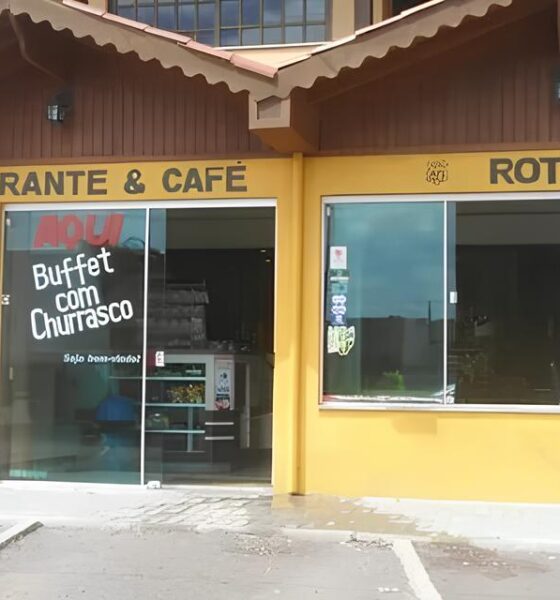 RANTE & CAFÉ
ROT
AQUI
Buffet
com
Churrasco
Seja bem-vindo!